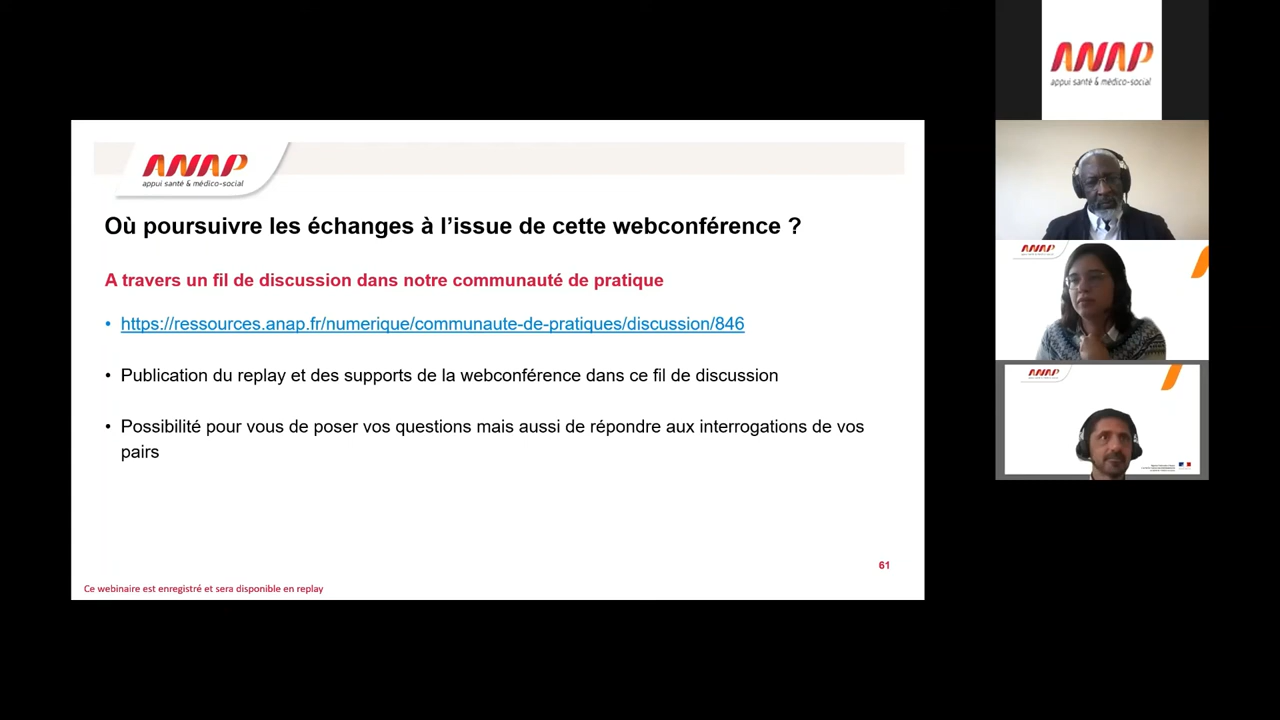 ANAP
appui santé & médico-social
ANAP
appui santé & médico-social
Où poursuivre les échanges à l'issue de cette webconférence ?
A travers un fil de discussion dans notre communauté de pratique
• https://ressources.anap.fr/numerique/communaute-de-pratiques/discussion/846
• Publication du replay et des supports de la webconférence dans ce fil de discussion
• Possibilité pour vous de poser vos questions mais aussi de répondre aux interrogations de vos
pairs
61
Ce webinaire est enregistré et sera disponible en replay
ANAP
ANAP